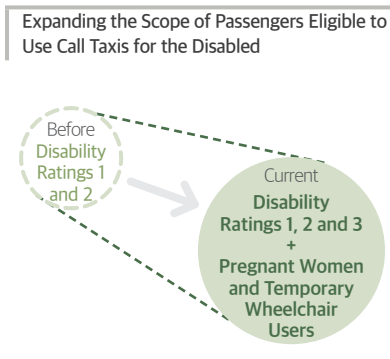 Expanding the Scope of Passengers Eligible to
Use Call Taxis for the Disabled
Before
Disability
Ratings 1
and 2
Current
Disability
Ratings 1, 2 and 3
+
Pregnant Women
and Temporary
Wheelchair
Users